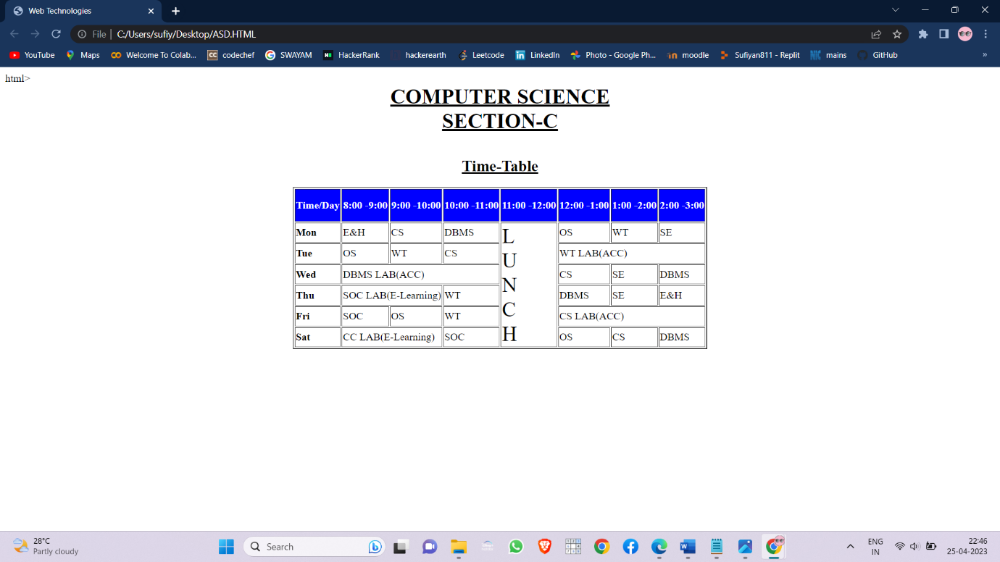 Web Technologies
File | C:/Users/sufiy/Desktop/ASD.HTML
YouTube Maps Welcome To Colab... codechef SWAYAM HackerRank hackerearth Leetcode LinkedIn Photo - Google Ph... moodle Sufiyan811 - Replit mains GitHub »
html>
COMPUTER SCIENCE
SECTION-C
Time-Table
Time/Day 8:00 -9:00 9:00 -10:00 10:00 -11:00 11:00 -12:00 12:00 -1:00 1:00 -2:00 2:00 -3:00
Mon E&H CS DBMS L OS WT SE
Tue OS WT CS U WT LAB(ACC)
Wed DBMS LAB(ACC) N CS SE DBMS
Thu SOC LAB(E-Learning) WT C DBMS SE E&H
Fri SOC OS WT CS LAB(ACC)
Sat CC LAB(E-Learning) SOC H OS CS DBMS
28°C Search ENG 22:46
Partly cloudy IN 25-04-2023